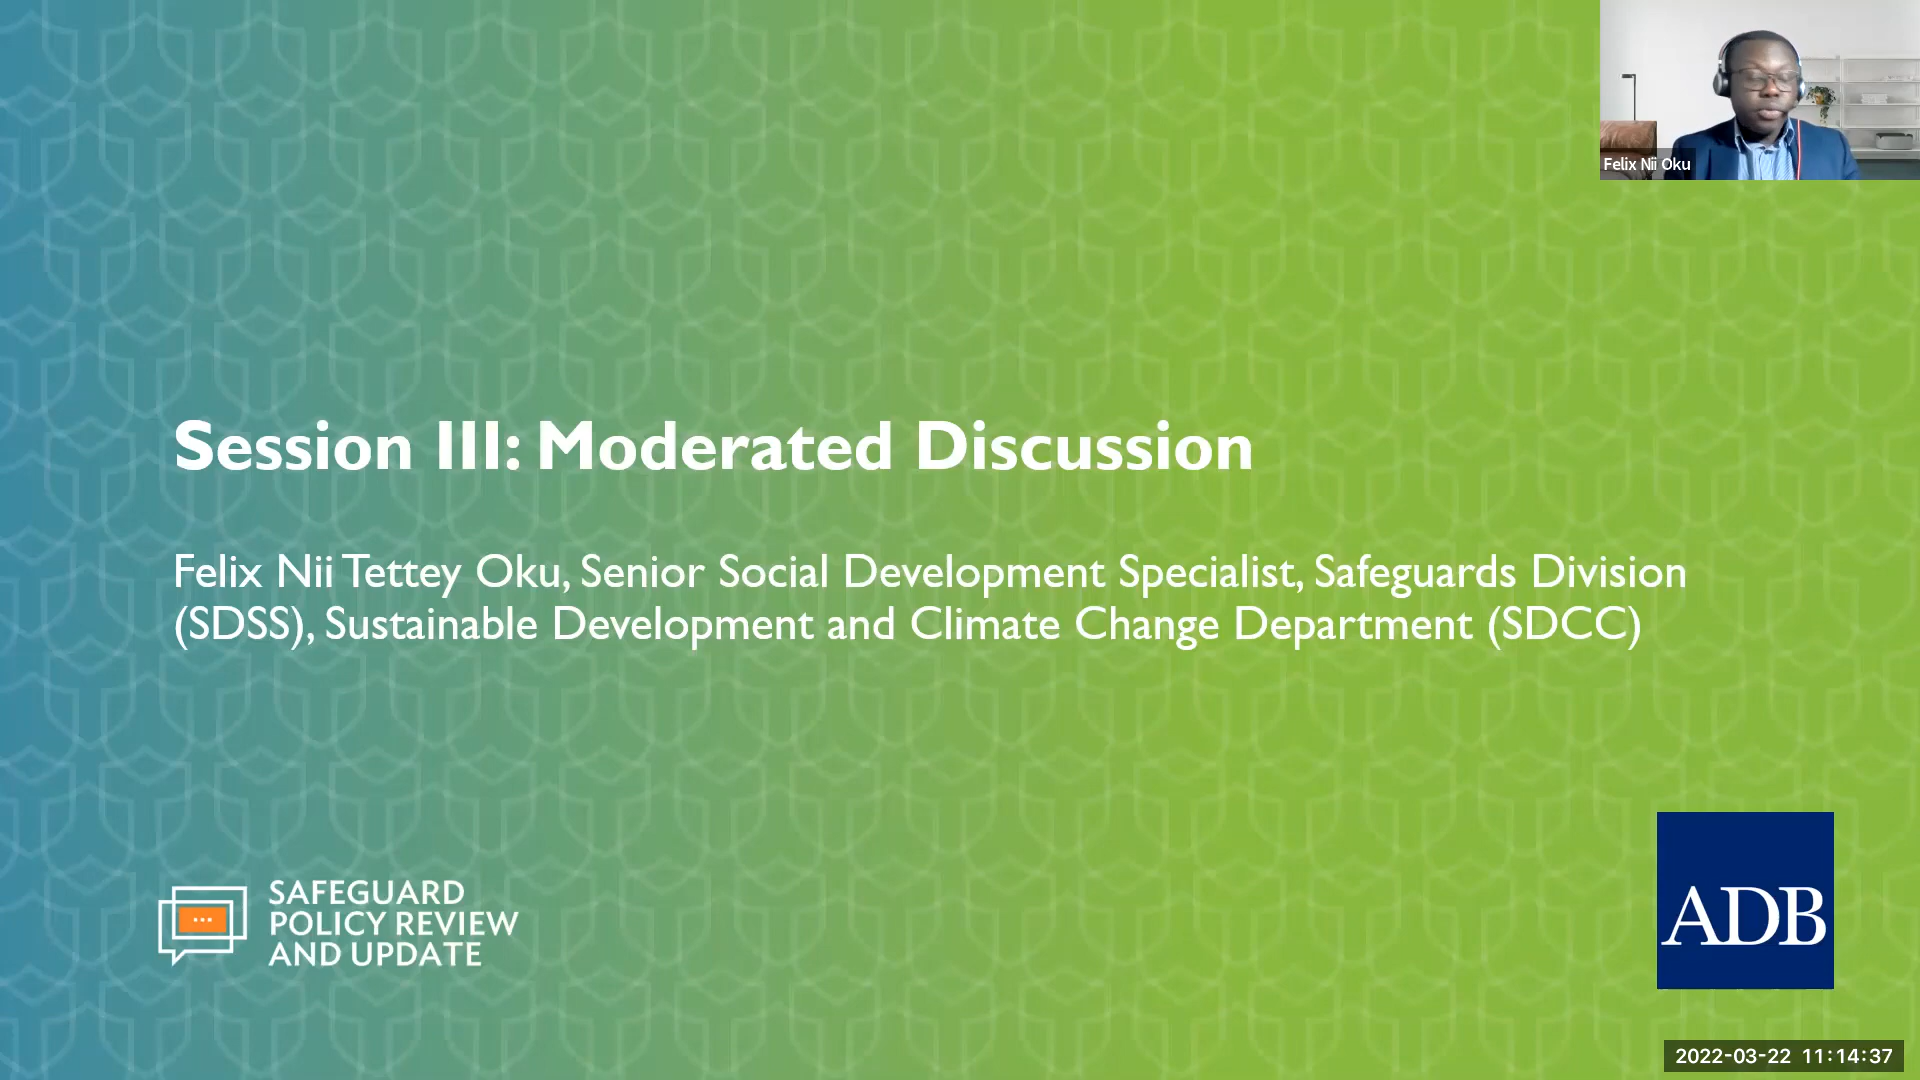 Felix Nii Oku
Session III: Moderated Discussion
Felix Nii Tettey Oku, Senior Social Development Specialist, Safeguards Division
(SDSS), Sustainable Development and Climate Change Department (SDCC)
SAFEGUARD
POLICY REVIEW
AND UPDATE
ADB
2022-03-22 11:14:37